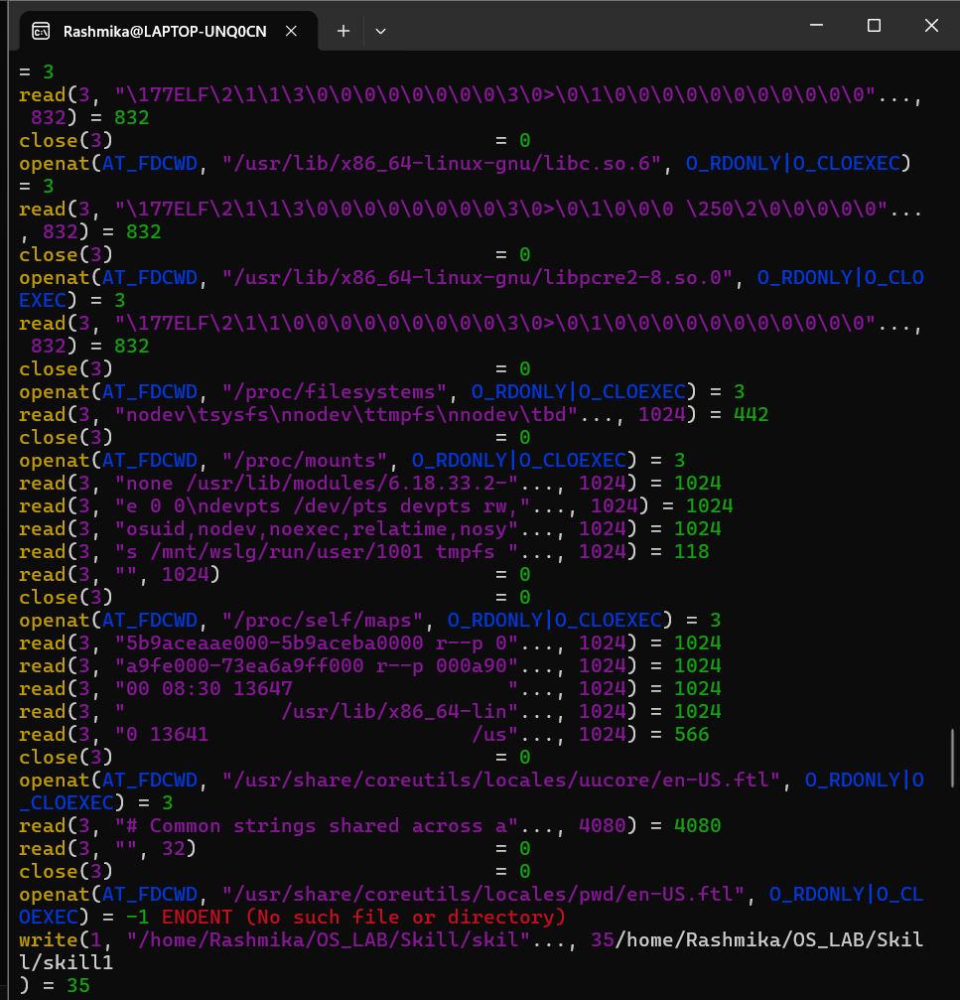 Rashmika@LAPTOP-UNQ0CN
= 3
read(3, "\177ELF\2\1\1\3\0\0\0\0\0\0\0\0\3\0>\0\1\0\0\0\0\0\0\0\0\0\0\0"...,
 832) = 832
close(3)                                = 0
openat(AT_FDCWD, "/usr/lib/x86_64-linux-gnu/libc.so.6", O_RDONLY|O_CLOEXEC)
= 3
read(3, "\177ELF\2\1\1\3\0\0\0\0\0\0\0\0\3\0>\0\1\0\0\0 \250\2\0\0\0\0\0"...
, 832) = 832
close(3)                                = 0
openat(AT_FDCWD, "/usr/lib/x86_64-linux-gnu/libpcre2-8.so.0", O_RDONLY|O_CLO
EXEC) = 3
read(3, "\177ELF\2\1\1\0\0\0\0\0\0\0\0\0\3\0>\0\1\0\0\0\0\0\0\0\0\0\0\0"...,
 832) = 832
close(3)                                = 0
openat(AT_FDCWD, "/proc/filesystems", O_RDONLY|O_CLOEXEC) = 3
read(3, "nodev\tsysfs\nnodev\ttmpfs\nnodev\tbd"..., 1024) = 442
close(3)                                = 0
openat(AT_FDCWD, "/proc/mounts", O_RDONLY|O_CLOEXEC) = 3
read(3, "none /usr/lib/modules/6.18.33.2-"..., 1024) = 1024
read(3, "e 0 0\ndevpts /dev/pts devpts rw,"..., 1024) = 1024
read(3, "osuid,nodev,noexec,relatime,nosy"..., 1024) = 1024
read(3, "s /mnt/wslg/run/user/1001 tmpfs "..., 1024) = 118
read(3, "", 1024)                       = 0
close(3)                                = 0
openat(AT_FDCWD, "/proc/self/maps", O_RDONLY|O_CLOEXEC) = 3
read(3, "5b9aceaae000-5b9aceba0000 r--p 0"..., 1024) = 1024
read(3, "a9fe000-73ea6a9ff000 r--p 000a90"..., 1024) = 1024
read(3, "00 08:30 13647                  "..., 1024) = 1024
read(3, "             /usr/lib/x86_64-lin"..., 1024) = 1024
read(3, "0 13641                      /us"..., 1024) = 566
close(3)                                = 0
openat(AT_FDCWD, "/usr/share/coreutils/locales/uucore/en-US.ftl", O_RDONLY|O
_CLOEXEC) = 3
read(3, "# Common strings shared across a"..., 4080) = 4080
read(3, "", 32)                         = 0
close(3)                                = 0
openat(AT_FDCWD, "/usr/share/coreutils/locales/pwd/en-US.ftl", O_RDONLY|O_CL
OEXEC) = -1 ENOENT (No such file or directory)
write(1, "/home/Rashmika/OS_LAB/Skill/skil"..., 35/home/Rashmika/OS_LAB/Skil
l/skill1
) = 35